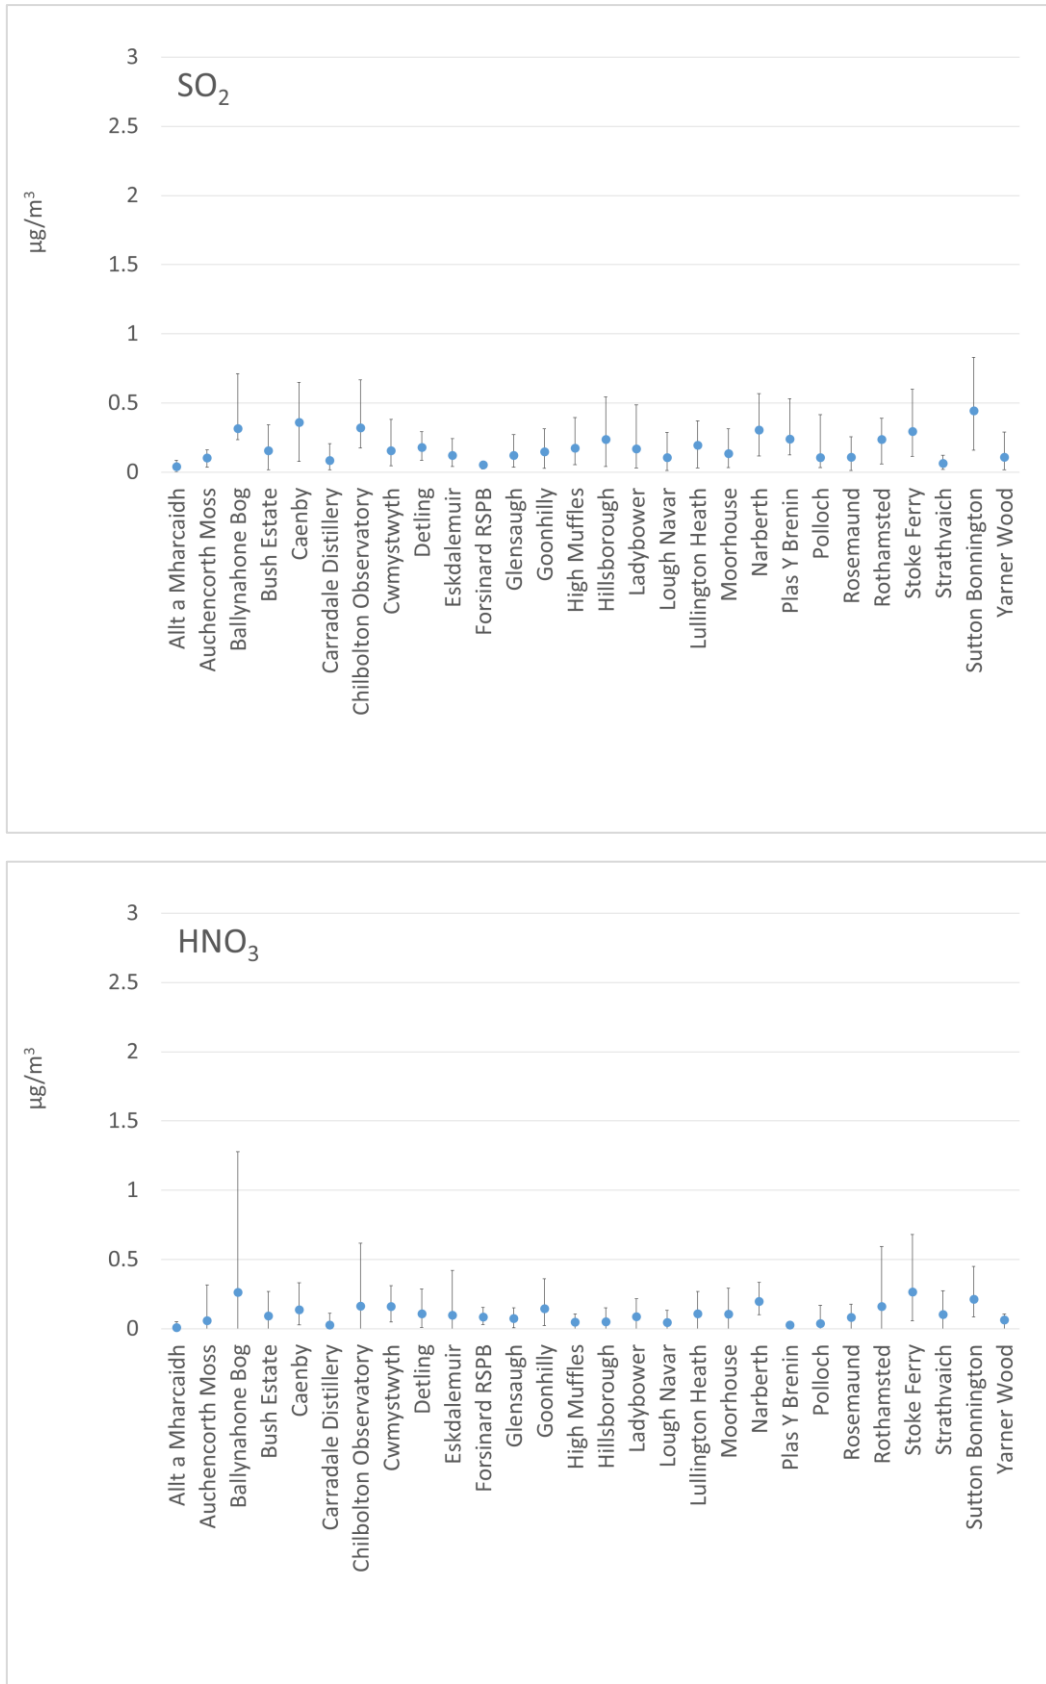 SO₂
µg/m³
3
2.5
2
1.5
1
0.5
0
Allt a Mharcaidh
Auchencorth Moss
Ballynahone Bog
Bush Estate
Caenby
Carradale Distillery
Chilbolton Observatory
Cwmystwyth
Detling
Eskdalemuir
Forsinard RSPB
Glensaugh
Goonhilly
High Muffles
Hillsborough
Ladybower
Lough Navar
Lullington Heath
Moorhouse
Narberth
Plas Y Brenin
Polloch
Rosemaund
Rothamsted
Stoke Ferry
Strathvaich
Sutton Bonnington
Yarner Wood
HNO₃
µg/m³
3
2.5
2
1.5
1
0.5
0
Allt a Mharcaidh
Auchencorth Moss
Ballynahone Bog
Bush Estate
Caenby
Carradale Distillery
Chilbolton Observatory
Cwmystwyth
Detling
Eskdalemuir
Forsinard RSPB
Glensaugh
Goonhilly
High Muffles
Hillsborough
Ladybower
Lough Navar
Lullington Heath
Moorhouse
Narberth
Plas Y Brenin
Polloch
Rosemaund
Rothamsted
Stoke Ferry
Strathvaich
Sutton Bonnington
Yarner Wood